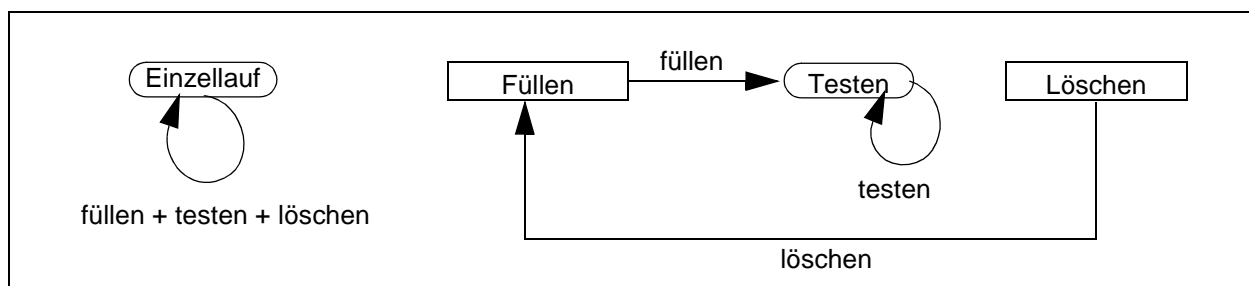 Einzellauf
füllen + testen + löschen
Füllen
füllen
Testen
testen
Löschen
löschen